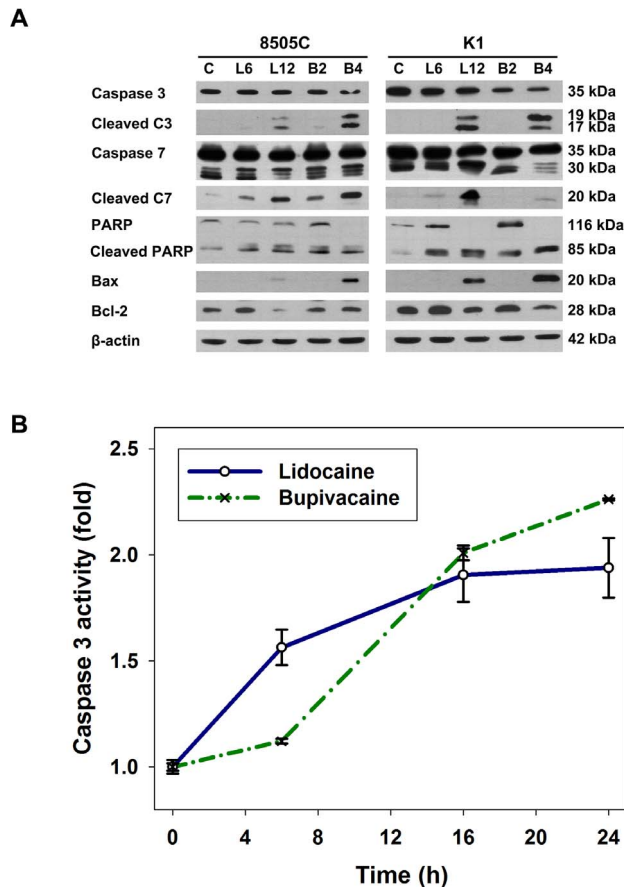 A
8505C K1
C L6 L12 B2 B4 C L6 L12 B2 B4
Caspase 3 35 kDa
Cleaved C3 19 kDa
17 kDa
Caspase 7 35 kDa
30 kDa
Cleaved C7 20 kDa
PARP 116 kDa
Cleaved PARP 85 kDa
Bax 20 kDa
Bcl-2 28 kDa
β-actin 42 kDa
B
2.5
Lidocaine
Bupivacaine
2.0
Caspase 3 activity (fold)
1.5
1.0
0 4 8 12 16 20 24
Time (h)